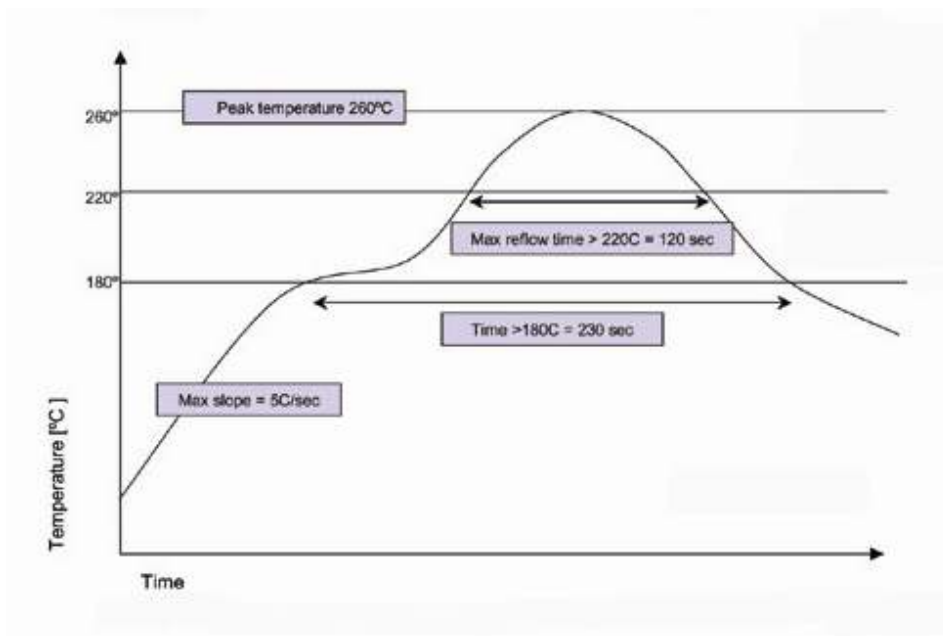 Peak temperature 260ºC
260º
220º
Max reflow time > 220C = 120 sec
180º
Time >180C = 230 sec
Max slope = 5C/sec
Temperature [ºC ]
Time